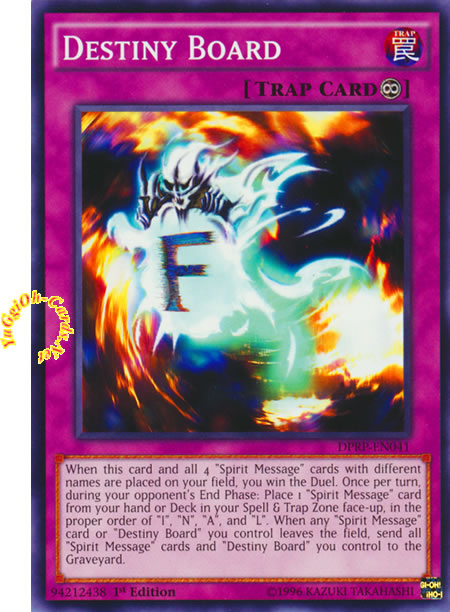 DESTINY BOARD
TRAP
罠
[TRAP CARD♾]
F
YuGgiOh-Cards.Net
DPRP-EN041
When this card and all 4 "Spirit Message" cards with different
names are placed on your field, you win the Duel. Once per turn,
during your opponent's End Phase: Place 1 "Spirit Message" card
from your hand or Deck in your Spell & Trap Zone face-up, in
the proper order of "I", "N", "A", and "L". When any "Spirit Message"
card or "Destiny Board" you control leaves the field, send all
"Spirit Message" cards and "Destiny Board" you control to the
Graveyard.
94212438 1st Edition ©1996 KAZUKI TAKAHASHI